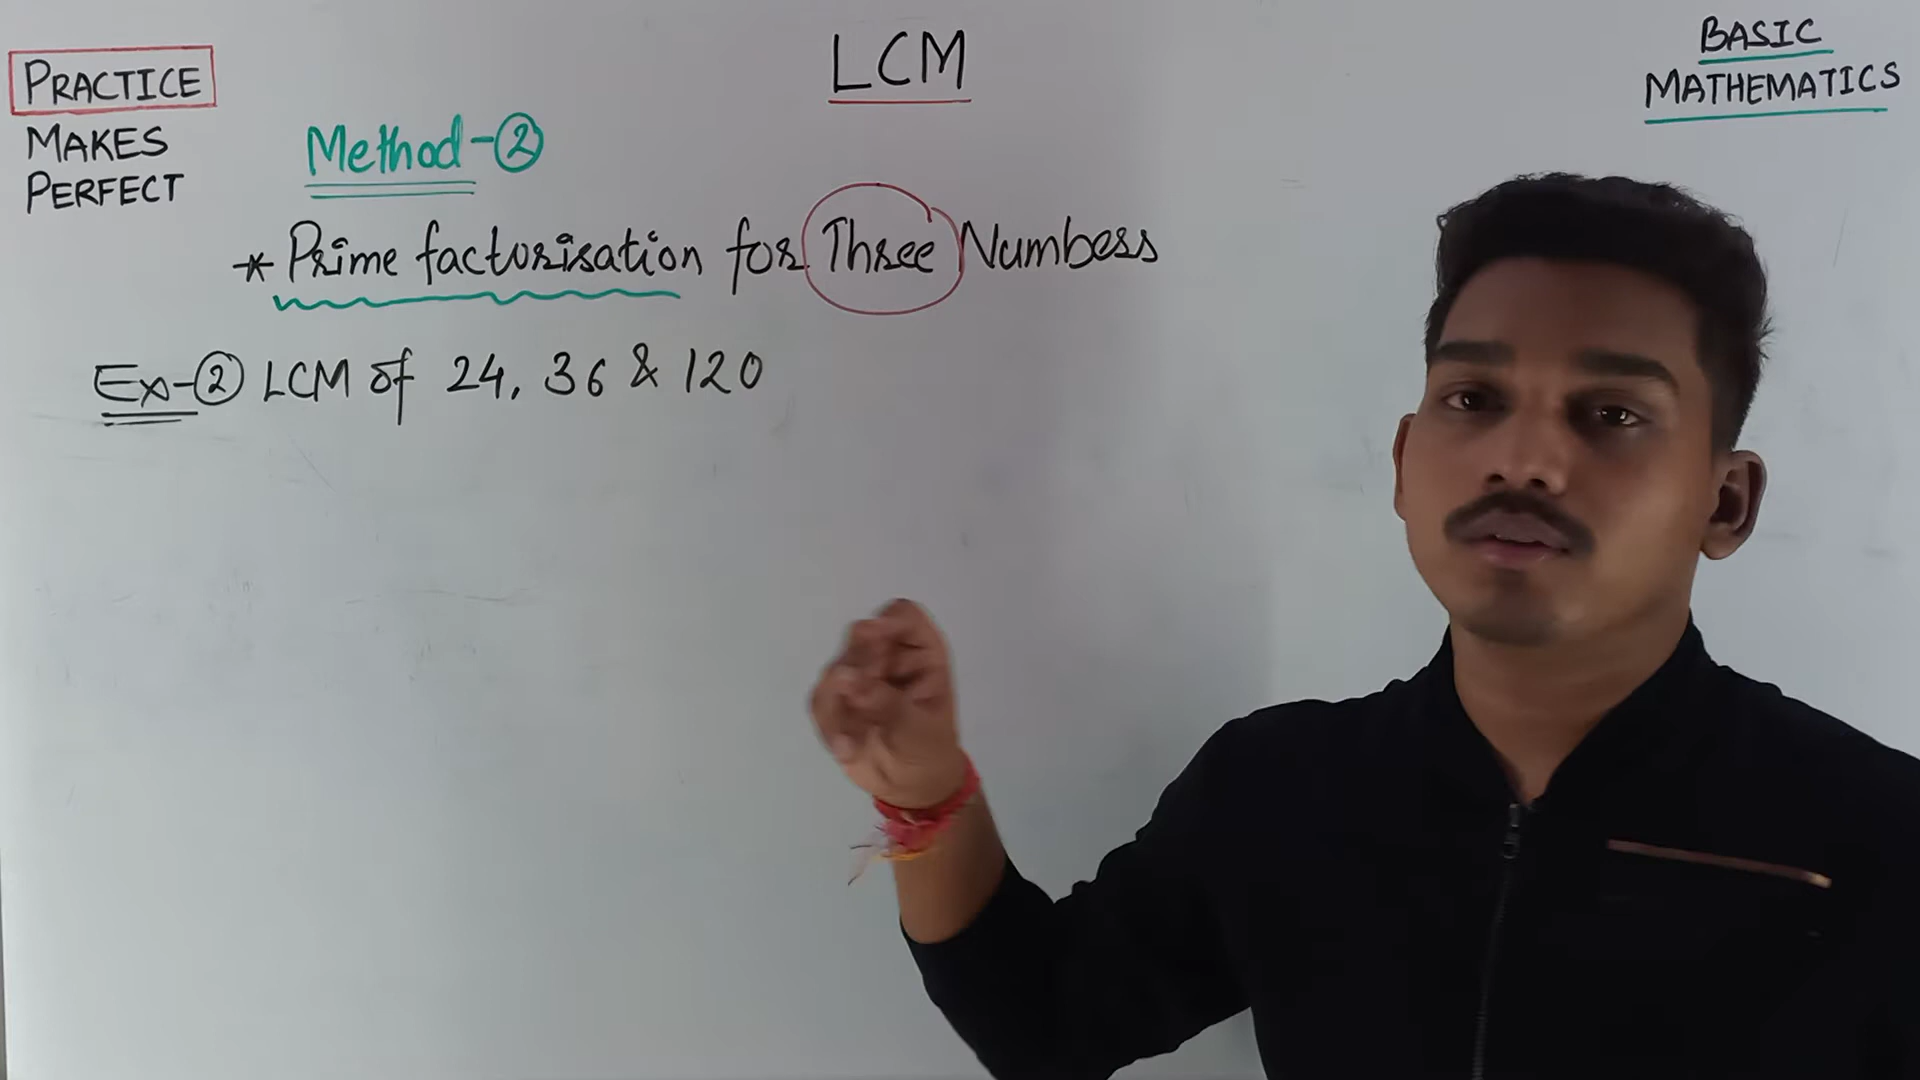 LCM
BASIC
MATHEMATICS
PRACTICE
MAKES
PERFECT
Method-②
* Prime factorisation for Three Numbers
Ex-② LCM of 24, 36 & 120